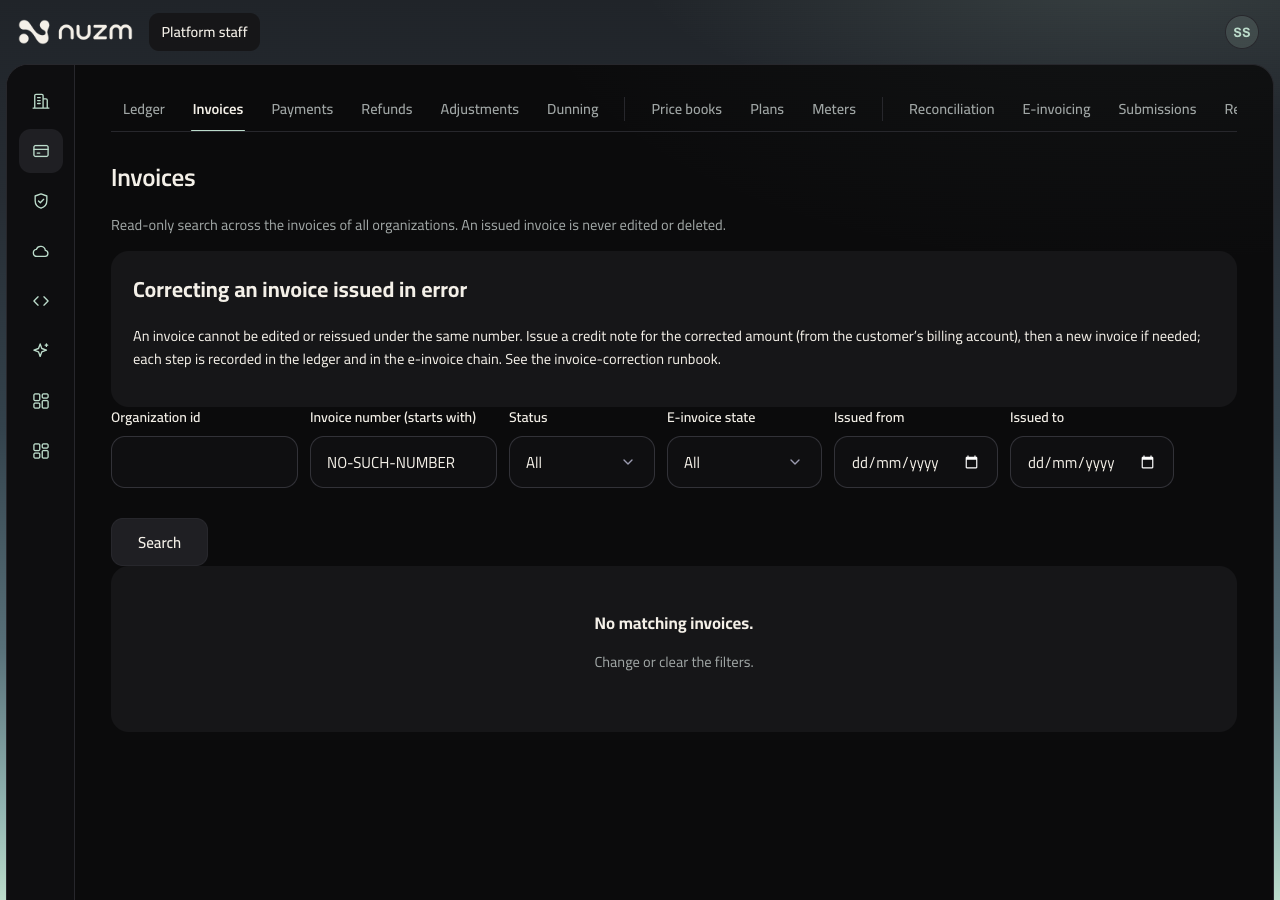 nuzm
Platform staff
SS
Ledger Invoices Payments Refunds Adjustments Dunning Price books Plans Meters Reconciliation E-invoicing Submissions
Invoices
Read-only search across the invoices of all organizations. An issued invoice is never edited or deleted.
Correcting an invoice issued in error
An invoice cannot be edited or reissued under the same number. Issue a credit note for the corrected amount (from the customer’s billing account), then a new invoice if needed;
each step is recorded in the ledger and in the e-invoice chain. See the invoice-correction runbook.
Organization id Invoice number (starts with) Status E-invoice state Issued from Issued to
NO-SUCH-NUMBER All All dd/mm/yyyy dd/mm/yyyy
Search
No matching invoices.
Change or clear the filters.